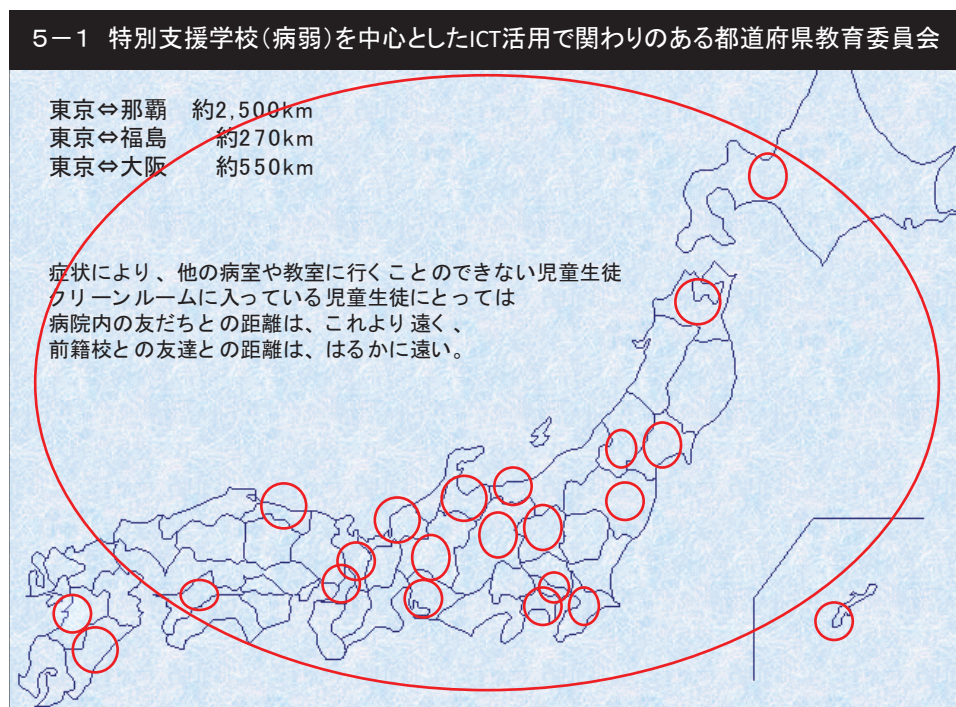 5－1 特別支援学校（病弱）を中心としたICT活用で関わりのある都道府県教育委員会
東京⇔那覇 約2,500km
東京⇔福島 約270km
東京⇔大阪 約550km
症状により、他の病室や教室に行くことのできない児童生徒
クリーンルームに入っている児童生徒にとっては
病院内の友だちとの距離は、これより遠く、
前籍校との友達との距離は、はるかに遠い。